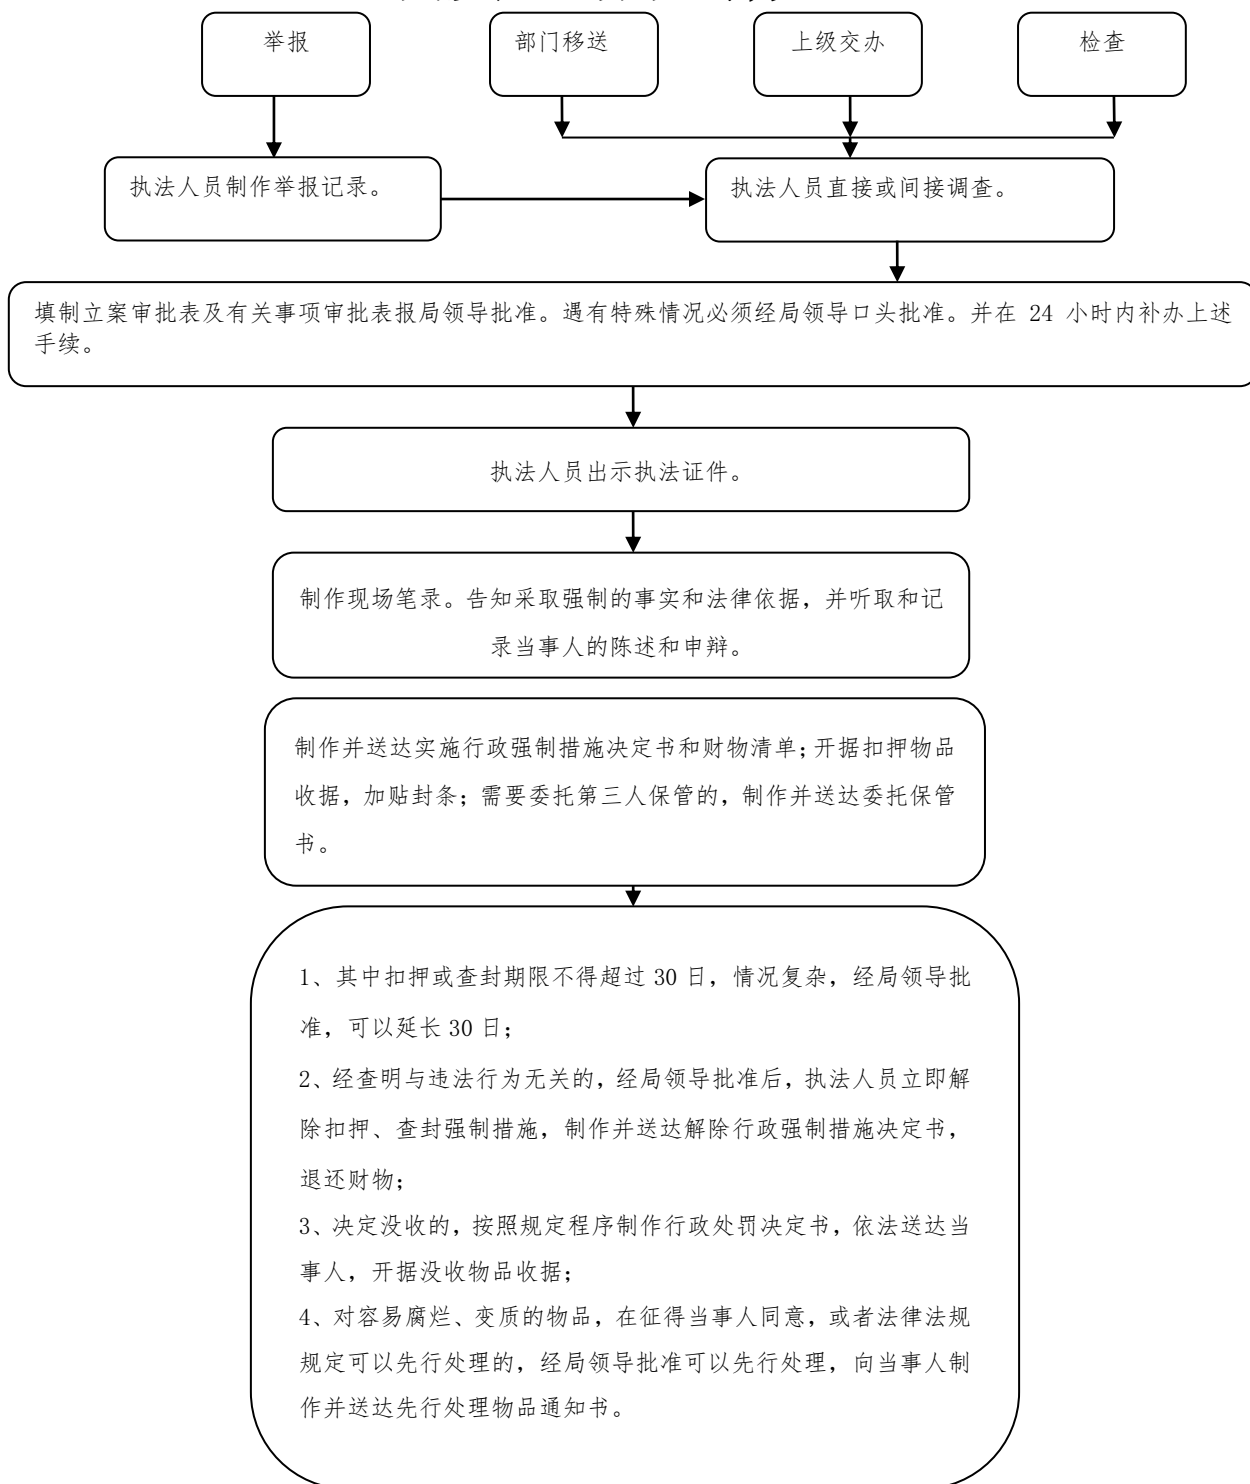 举报
部门移送
上级交办
检查
执法人员制作举报记录。
执法人员直接或间接调查。
填制立案审批表及有关事项审批表报局领导批准。遇有特殊情况必须经局领导口头批准。并在 24 小时内补办上述
手续。
执法人员出示执法证件。
制作现场笔录。告知采取强制的事实和法律依据，并听取和记
录当事人的陈述和申辩。
制作并送达实施行政强制措施决定书和财物清单；开据扣押物品
收据，加贴封条；需要委托第三人保管的，制作并送达委托保管
书。
1、其中扣押或查封期限不得超过 30 日，情况复杂，经局领导批
准，可以延长 30 日；
2、经查明与违法行为无关的，经局领导批准后，执法人员立即解
除扣押、查封强制措施，制作并送达解除行政强制措施决定书，
退还财物；
3、决定没收的，按照规定程序制作行政处罚决定书，依法送达当
事人，开据没收物品收据；
4、对容易腐烂、变质的物品，在征得当事人同意，或者法律法规
规定可以先行处理的，经局领导批准可以先行处理，向当事人制
作并送达先行处理物品通知书。